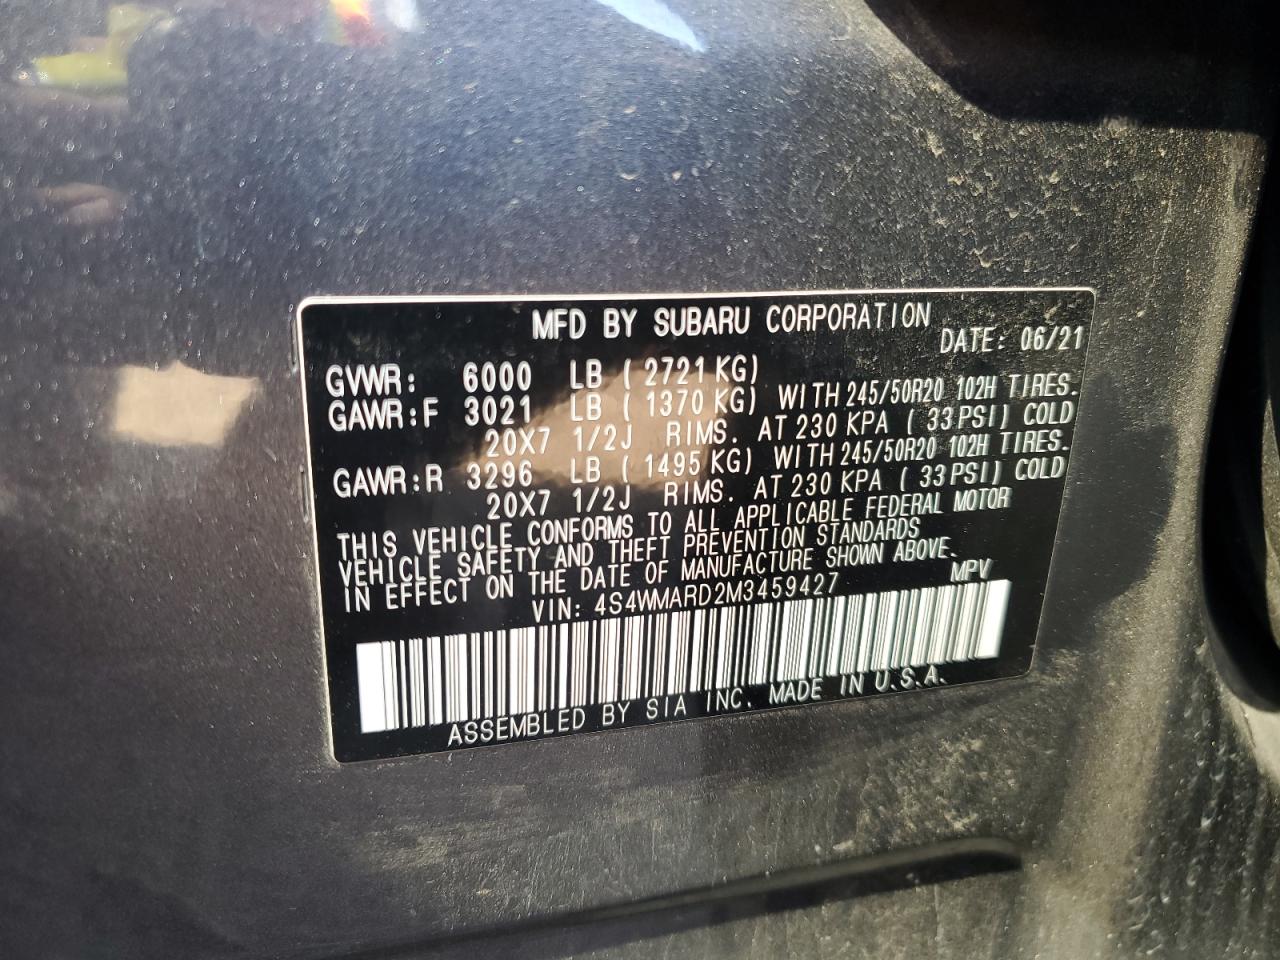 MFD BY SUBARU CORPORATION
DATE: 06/21
GVWR: 6000 LB ( 2721 KG)
GAWR:F 3021 LB ( 1370 KG) WITH 245/50R20 102H TIRES.
20X7 1/2J RIMS. AT 230 KPA ( 33 PSI) COLD
GAWR:R 3296 LB ( 1495 KG) WITH 245/50R20 102H TIRES.
20X7 1/2J RIMS. AT 230 KPA ( 33 PSI) COLD
THIS VEHICLE CONFORMS TO ALL APPLICABLE FEDERAL MOTOR
VEHICLE SAFETY AND THEFT PREVENTION STANDARDS
IN EFFECT ON THE DATE OF MANUFACTURE SHOWN ABOVE.
VIN: 4S4WMARD2M3459427 MPV
ASSEMBLED BY SIA INC. MADE IN U.S.A.